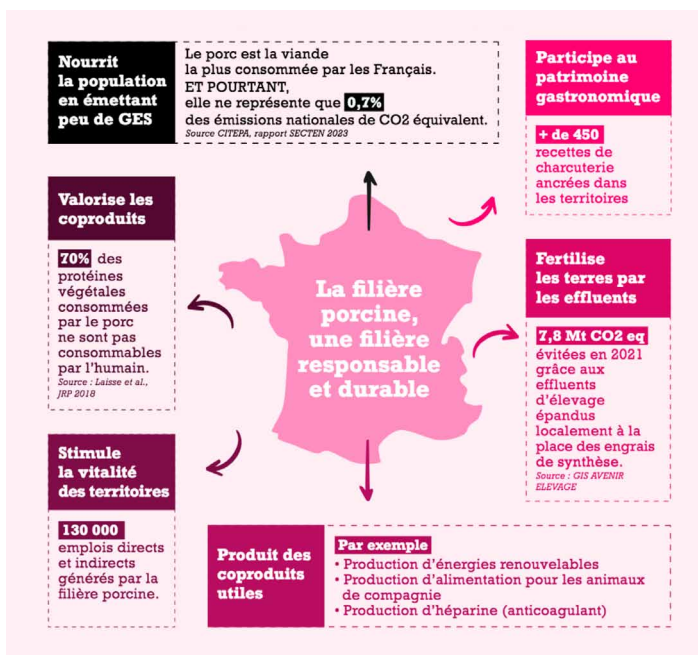 Nourrit
la population
en émettant
peu de GES
Le porc est la viande
la plus consommée par les Français.
ET POURTANT,
elle ne représente que 0,7%
des émissions nationales de CO2 équivalent.
Source CITEPA, rapport SECTEN 2023
Participe au
patrimoine
gastronomique
+ de 450
recettes de
charcuterie
ancrées dans
les territoires
Valorise les
coproduits
70% des
protéines
végétales
consommées
par le porc
ne sont pas
consommables
par l'humain.
Source : Laisse et al.,
JRP 2018
La filière
porcine,
une filière
responsable
et durable
Fertilise
les terres par
les effluents
7,8 Mt CO2 eq
évitées en 2021
grâce aux
effluents
d'élevage
épandus
localement à la
place des engrais
de synthèse.
Source : GIS AVENIR
ELEVAGE
Stimule
la vitalité
des territoires
130 000
emplois directs
et indirects
générés par la
filière porcine.
Produit des
coproduits
utiles
Par exemple
• Production d'énergies renouvelables
• Production d'alimentation pour les animaux
de compagnie
• Production d'héparine (anticoagulant)